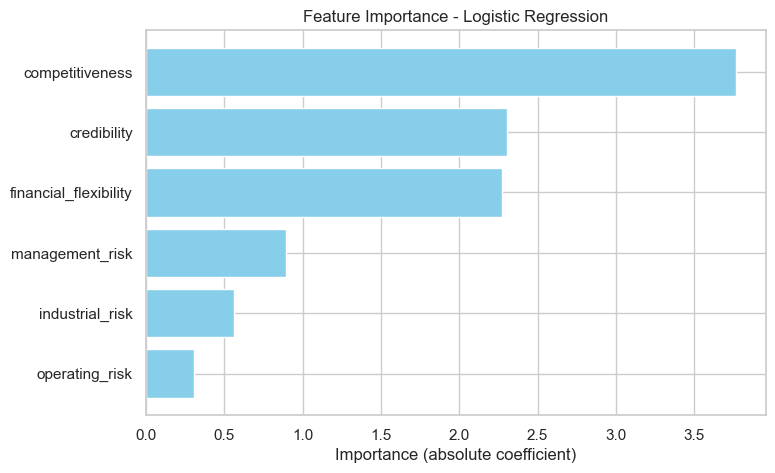 Feature Importance - Logistic Regression
competitiveness
credibility
financial_flexibility
management_risk
industrial_risk
operating_risk
0.0 0.5 1.0 1.5 2.0 2.5 3.0 3.5
Importance (absolute coefficient)